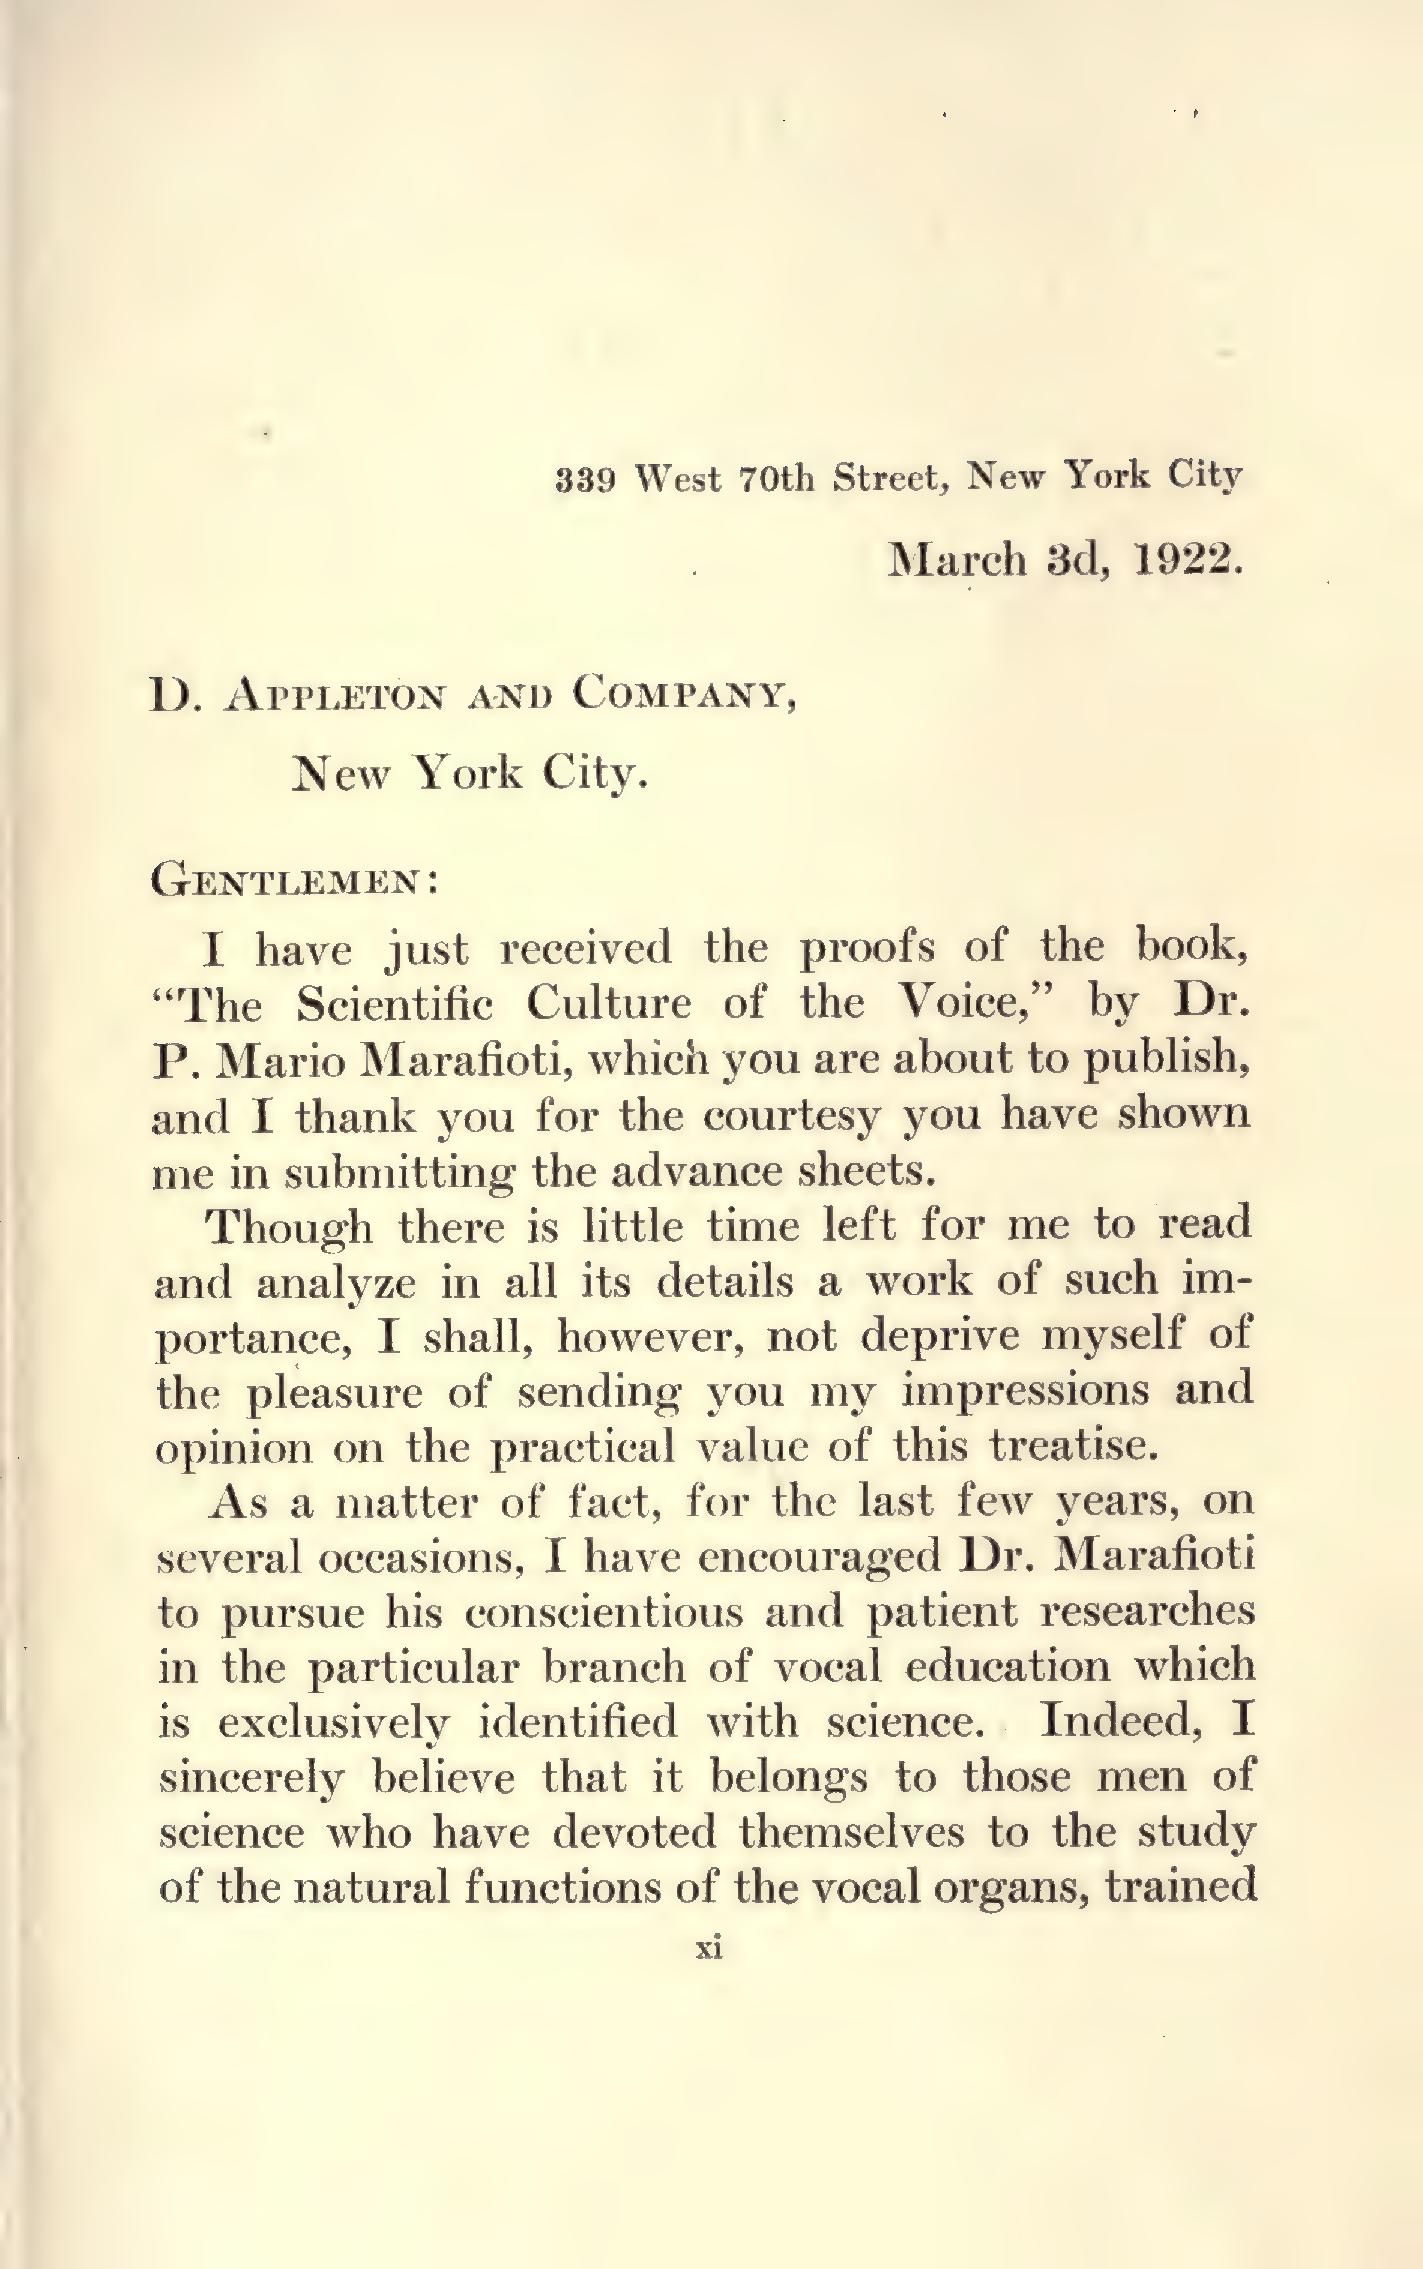 339 West 70th Street, New York City
March 3d, 1922.
D. Appleton and Company,
New York City.
Gentlemen:
I have just received the proofs of the book,
“The Scientific Culture of the Voice,” by Dr.
P. Mario Marafioti, which you are about to publish,
and I thank you for the courtesy you have shown
me in submitting the advance sheets.
Though there is little time left for me to read
and analyze in all its details a work of such im-
portance, I shall, however, not deprive myself of
the pleasure of sending you my impressions and
opinion on the practical value of this treatise.
As a matter of fact, for the last few years, on
several occasions, I have encouraged Dr. Marafioti
to pursue his conscientious and patient researches
in the particular branch of vocal education which
is exclusively identified with science. Indeed, I
sincerely believe that it belongs to those men of
science who have devoted themselves to the study
of the natural functions of the vocal organs, trained
xi